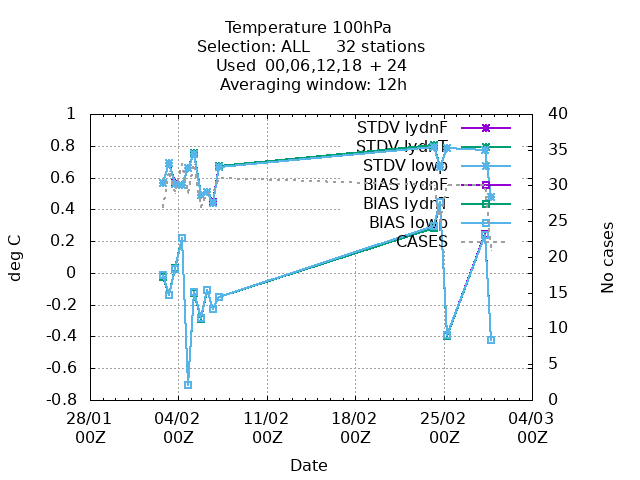 Temperature 100hPa
Selection: ALL 32 stations
Used 00,06,12,18 + 24
Averaging window: 12h
1
0.8
0.6
0.4
0.2
0
-0.2
-0.4
-0.6
-0.8
deg C
40
35
30
25
20
15
10
5
0
No cases
STDV lydnF
STDV lydnT
STDV lowp
BIAS lydnF
BIAS lydnT
BIAS lowp
CASES
28/01 04/02 11/02 18/02 25/02 04/03
00Z 00Z 00Z 00Z 00Z 00Z
Date